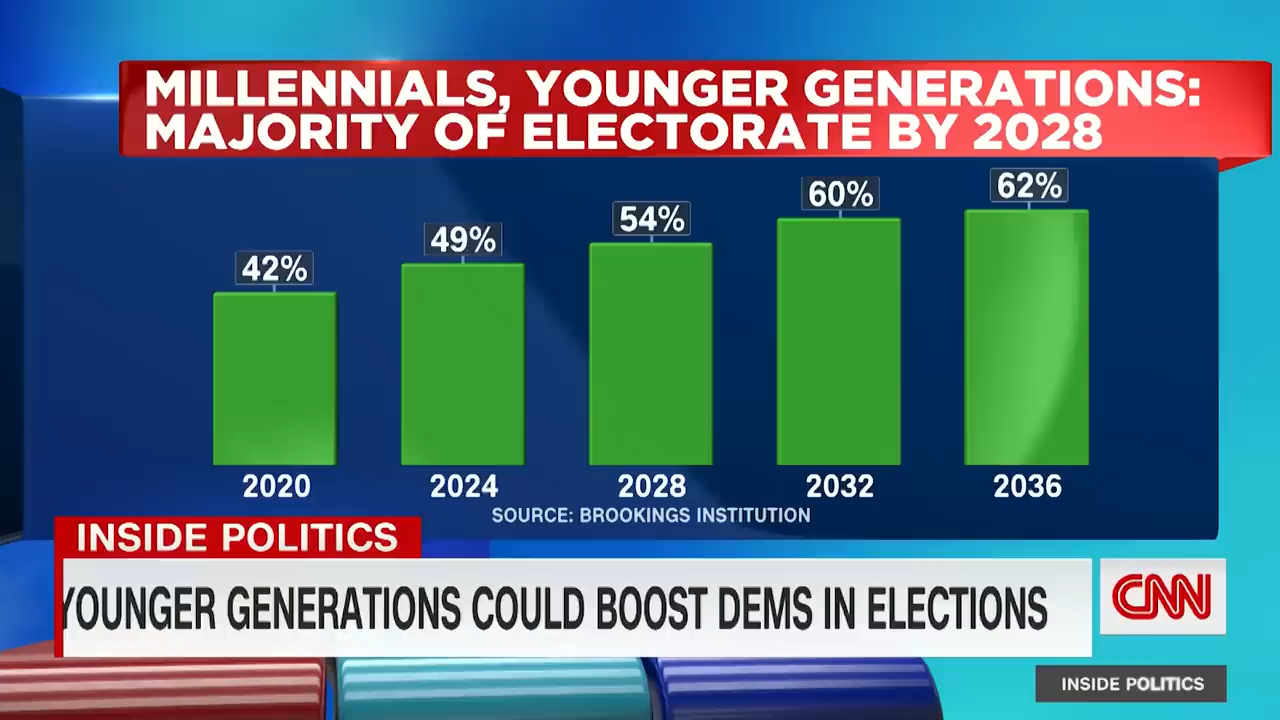 MILLENNIALS, YOUNGER GENERATIONS:
MAJORITY OF ELECTORATE BY 2028
42%
49%
54%
60%
62%
2020
2024
2028
2032
2036
SOURCE: BROOKINGS INSTITUTION
INSIDE POLITICS
YOUNGER GENERATIONS COULD BOOST DEMS IN ELECTIONS
CNN
INSIDE POLITICS